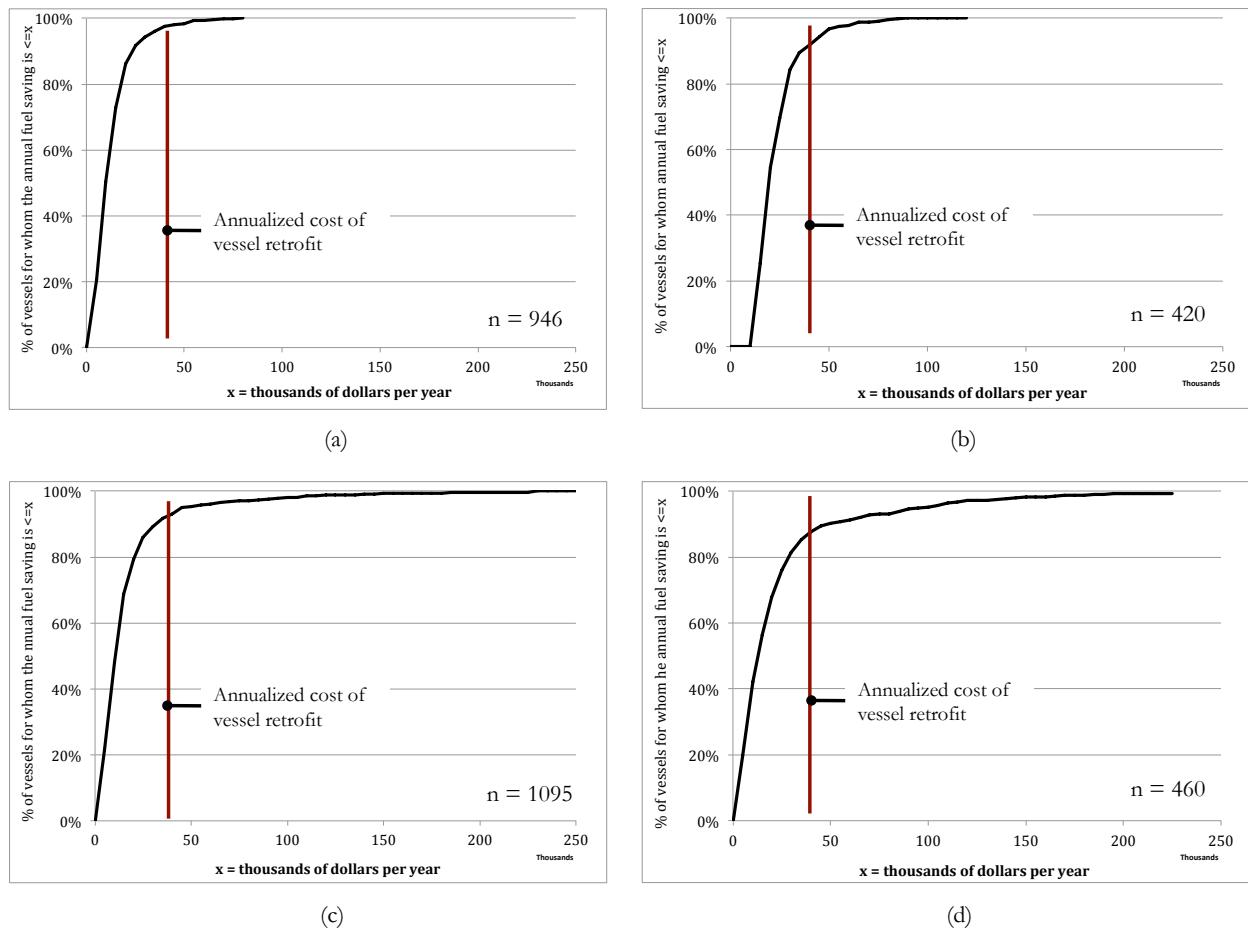 % of vessels for whom the annual fuel saving is <=x
100%
80%
60%
40%
20%
0%
Annualized cost of
vessel retrofit
n = 946
0 50 100 150 200 250
Thousands
x = thousands of dollars per year
(a)
% of vessels for whom annual fuel saving <=x
100%
80%
60%
40%
20%
0%
Annualized cost of
vessel retrofit
n = 420
0 50 100 150 200 250
Thousands
x = thousands of dollars per year
(b)
% of vessels for whom the nnual fuel saving is <=x
100%
80%
60%
40%
20%
0%
Annualized cost of
vessel retrofit
n = 1095
0 50 100 150 200 250
Thousands
x = thousands of dollars per year
(c)
% of vessels for whom he annual fuel saving is <=x
100%
80%
60%
40%
20%
0%
Annualized cost of
vessel retrofit
n = 460
0 50 100 150 200 250
Thousands
x = thousands of dollars per year
(d)